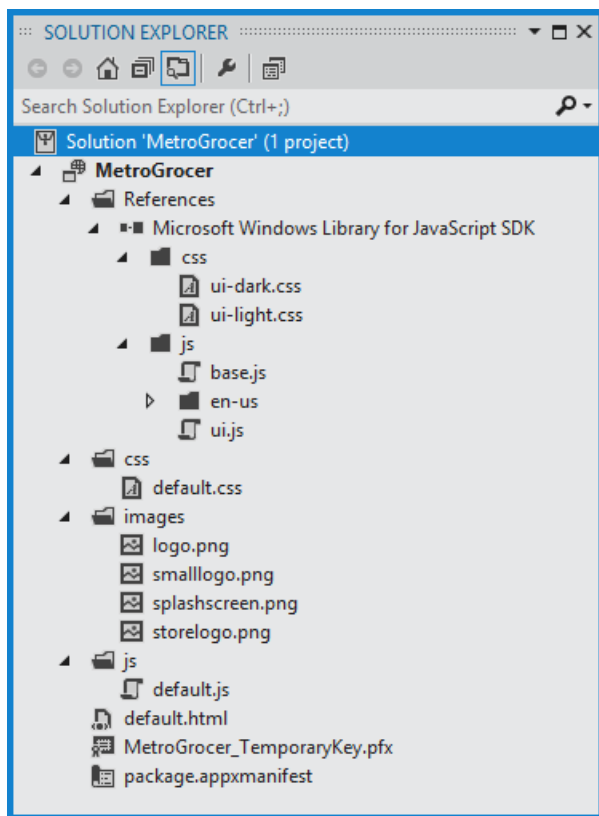 SOLUTION EXPLORER
Search Solution Explorer (Ctrl+;)
Solution 'MetroGrocer' (1 project)
MetroGrocer
References
Microsoft Windows Library for JavaScript SDK
css
ui-dark.css
ui-light.css
js
base.js
en-us
ui.js
css
default.css
images
logo.png
smalllogo.png
splashscreen.png
storelogo.png
js
default.js
default.html
MetroGrocer_TemporaryKey.pfx
package.appxmanifest